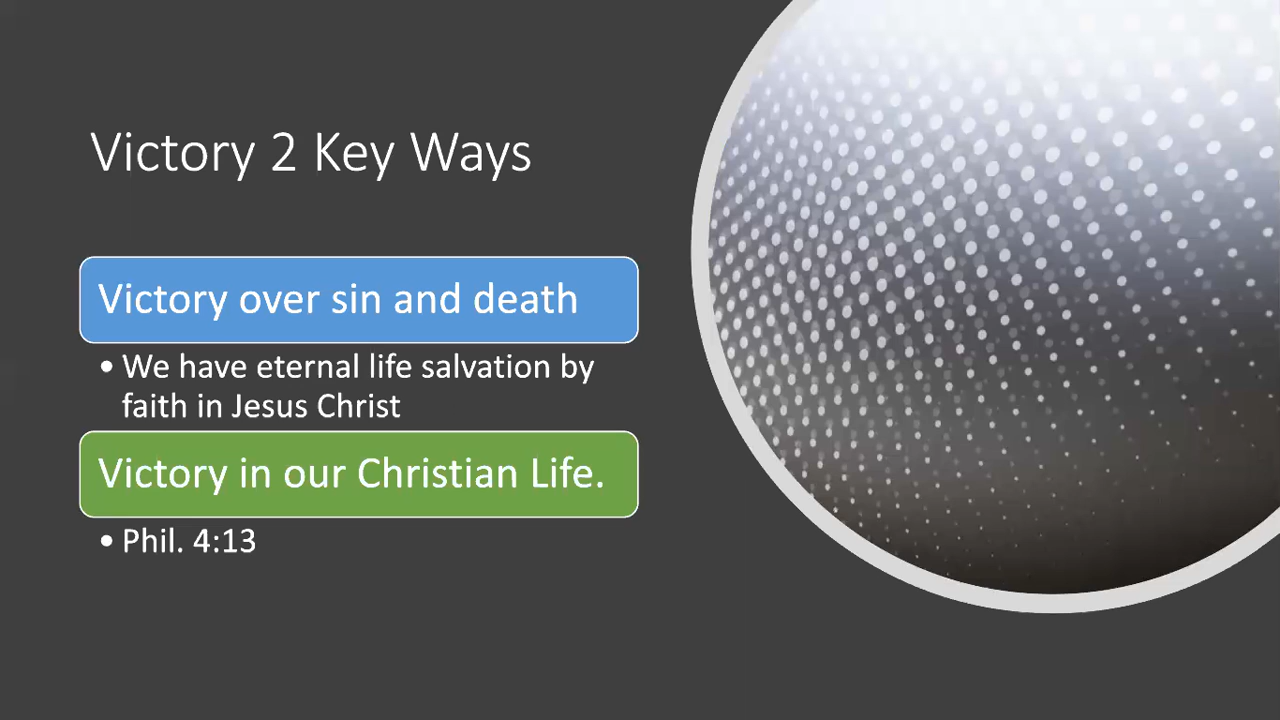 Victory 2 Key Ways
Victory over sin and death
• We have eternal life salvation by
faith in Jesus Christ
Victory in our Christian Life.
• Phil. 4:13